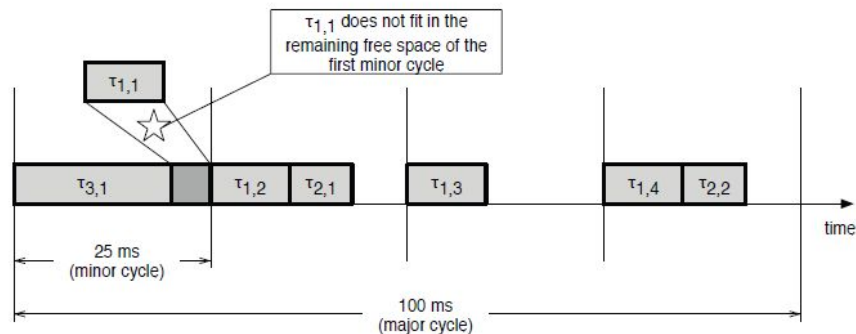 τ1,1 does not fit in the
remaining free space of the
first minor cycle
τ1,1
τ3,1
τ1,2
τ2,1
τ1,3
τ1,4
τ2,2
time
25 ms
(minor cycle)
100 ms
(major cycle)